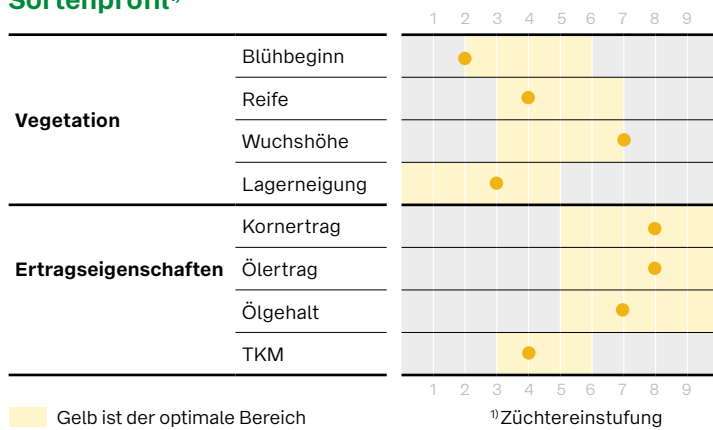 Sortenprofil¹⁾
1 2 3 4 5 6 7 8 9
Blühbeginn
Reife
Vegetation
Wuchshöhe
Lagerneigung
Kornertrag
Ertragseigenschaften Ölertrag
Ölgehalt
TKM
1 2 3 4 5 6 7 8 9
Gelb ist der optimale Bereich
¹⁾ Züchtereinstufung